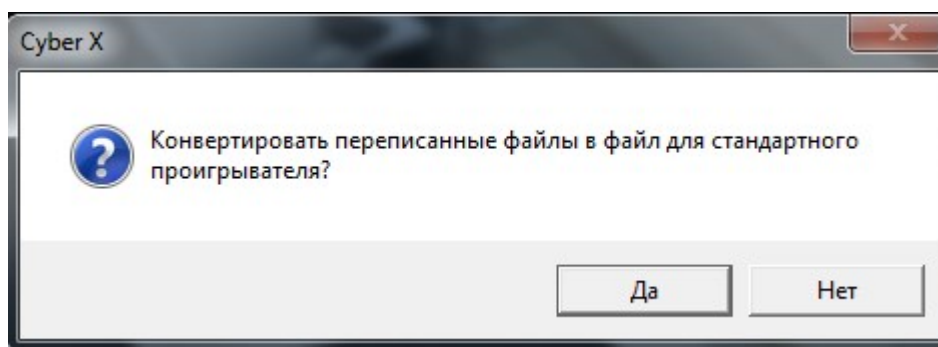 Cyber X
Конвертировать переписанные файлы в файл для стандартного
проигрывателя?
Да
Нет